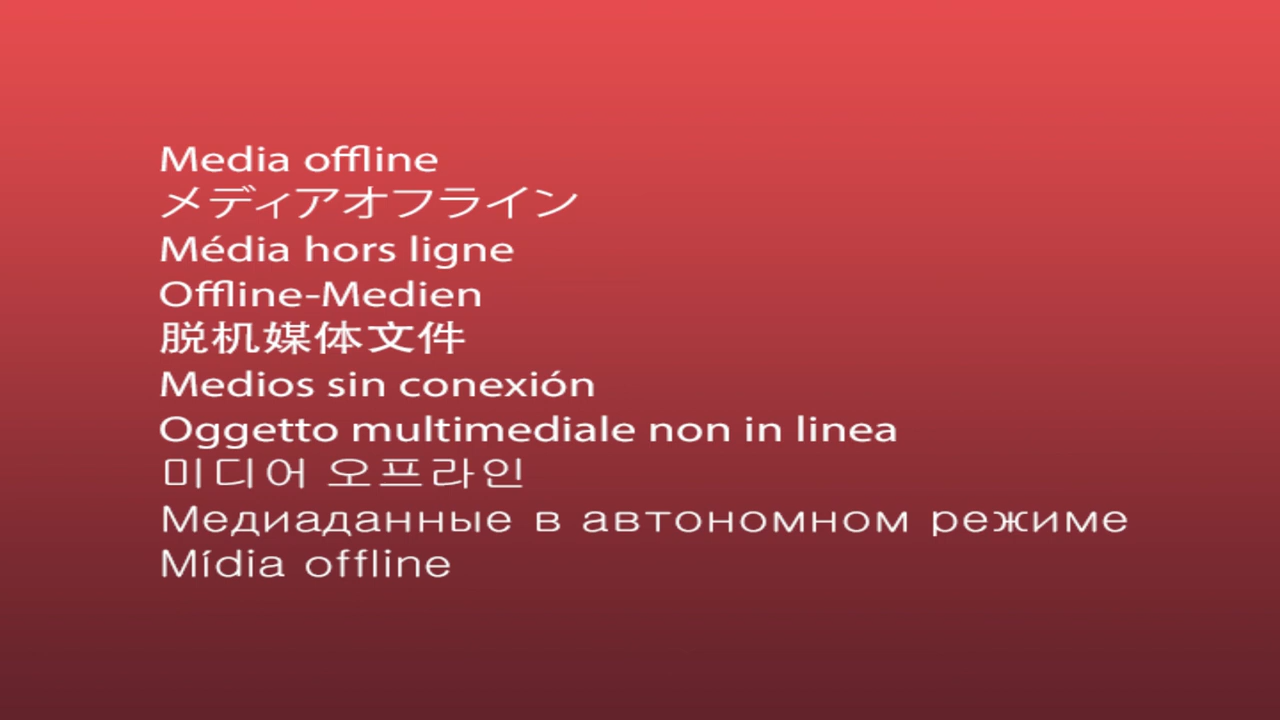 Media offline
メディアオフライン
Média hors ligne
Offline-Medien
脱机媒体文件
Medios sin conexión
Oggetto multimediale non in linea
미디어 오프라인
Медиаданные в автономном режиме
Mídia offline